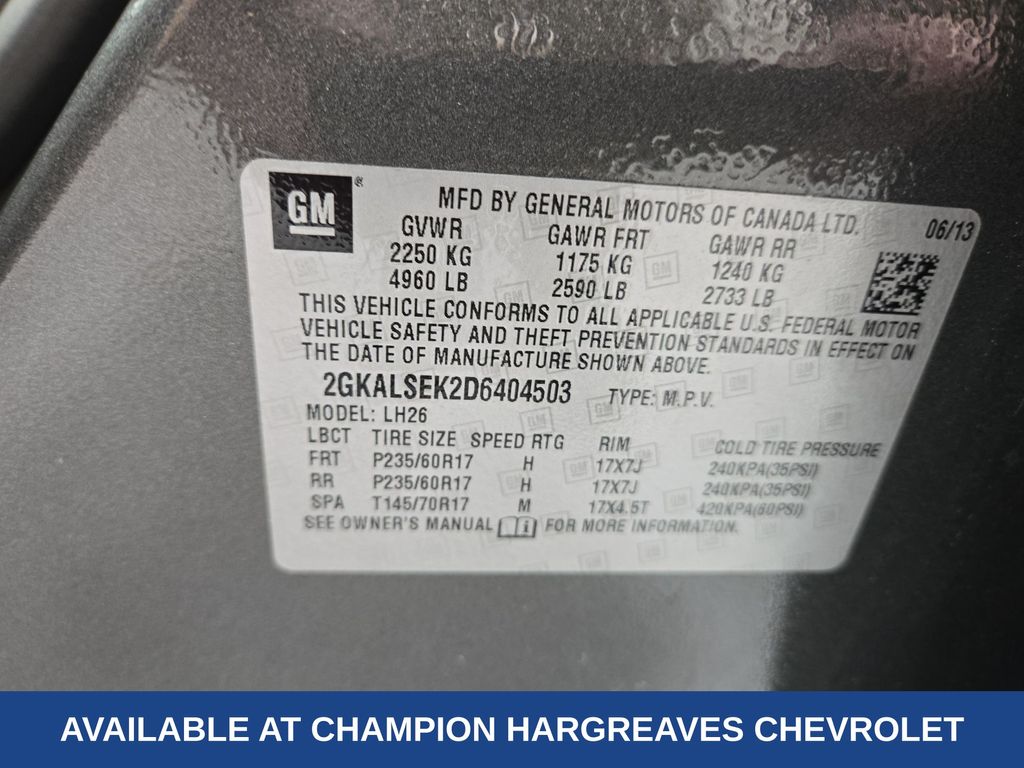 GM ®
MFD BY GENERAL MOTORS OF CANADA LTD.
06/13
GVWR GAWR FRT GAWR RR
2250 KG 1175 KG 1240 KG
4960 LB 2590 LB 2733 LB
THIS VEHICLE CONFORMS TO ALL APPLICABLE U.S. FEDERAL MOTOR
VEHICLE SAFETY AND THEFT PREVENTION STANDARDS IN EFFECT ON
THE DATE OF MANUFACTURE SHOWN ABOVE.
2GKALSEK2D6404503 TYPE: M.P.V.
MODEL: LH26
LBCT TIRE SIZE SPEED RTG RIM COLD TIRE PRESSURE
FRT P235/60R17 H 17X7J 240KPA(35PSI)
RR P235/60R17 H 17X7J 240KPA(35PSI)
SPA T145/70R17 M 17X4.5T 420KPA(60PSI)
SEE OWNER'S MANUAL i FOR MORE INFORMATION.
AVAILABLE AT CHAMPION HARGREAVES CHEVROLET